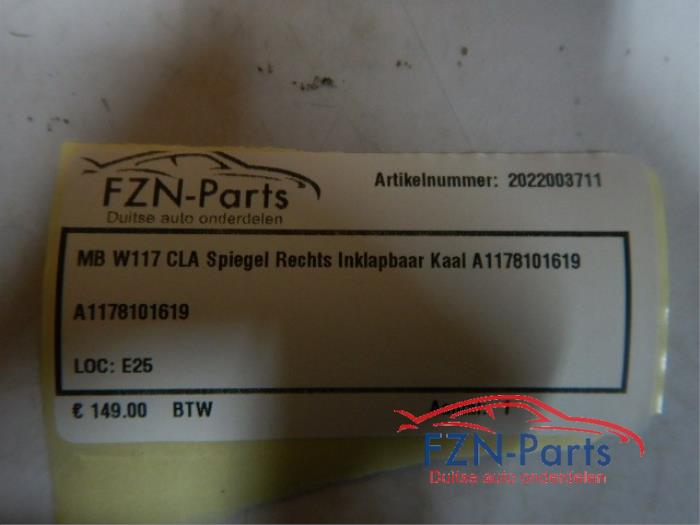 FZN-Parts
Duitse auto onderdelen
Artikelnummer: 2022003711
MB W117 CLA Spiegel Rechts Inklapbaar Kaal A1178101619
A1178101619
LOC: E25
€ 149.00 BTW
FZN-Parts
Duitse auto onderdelen